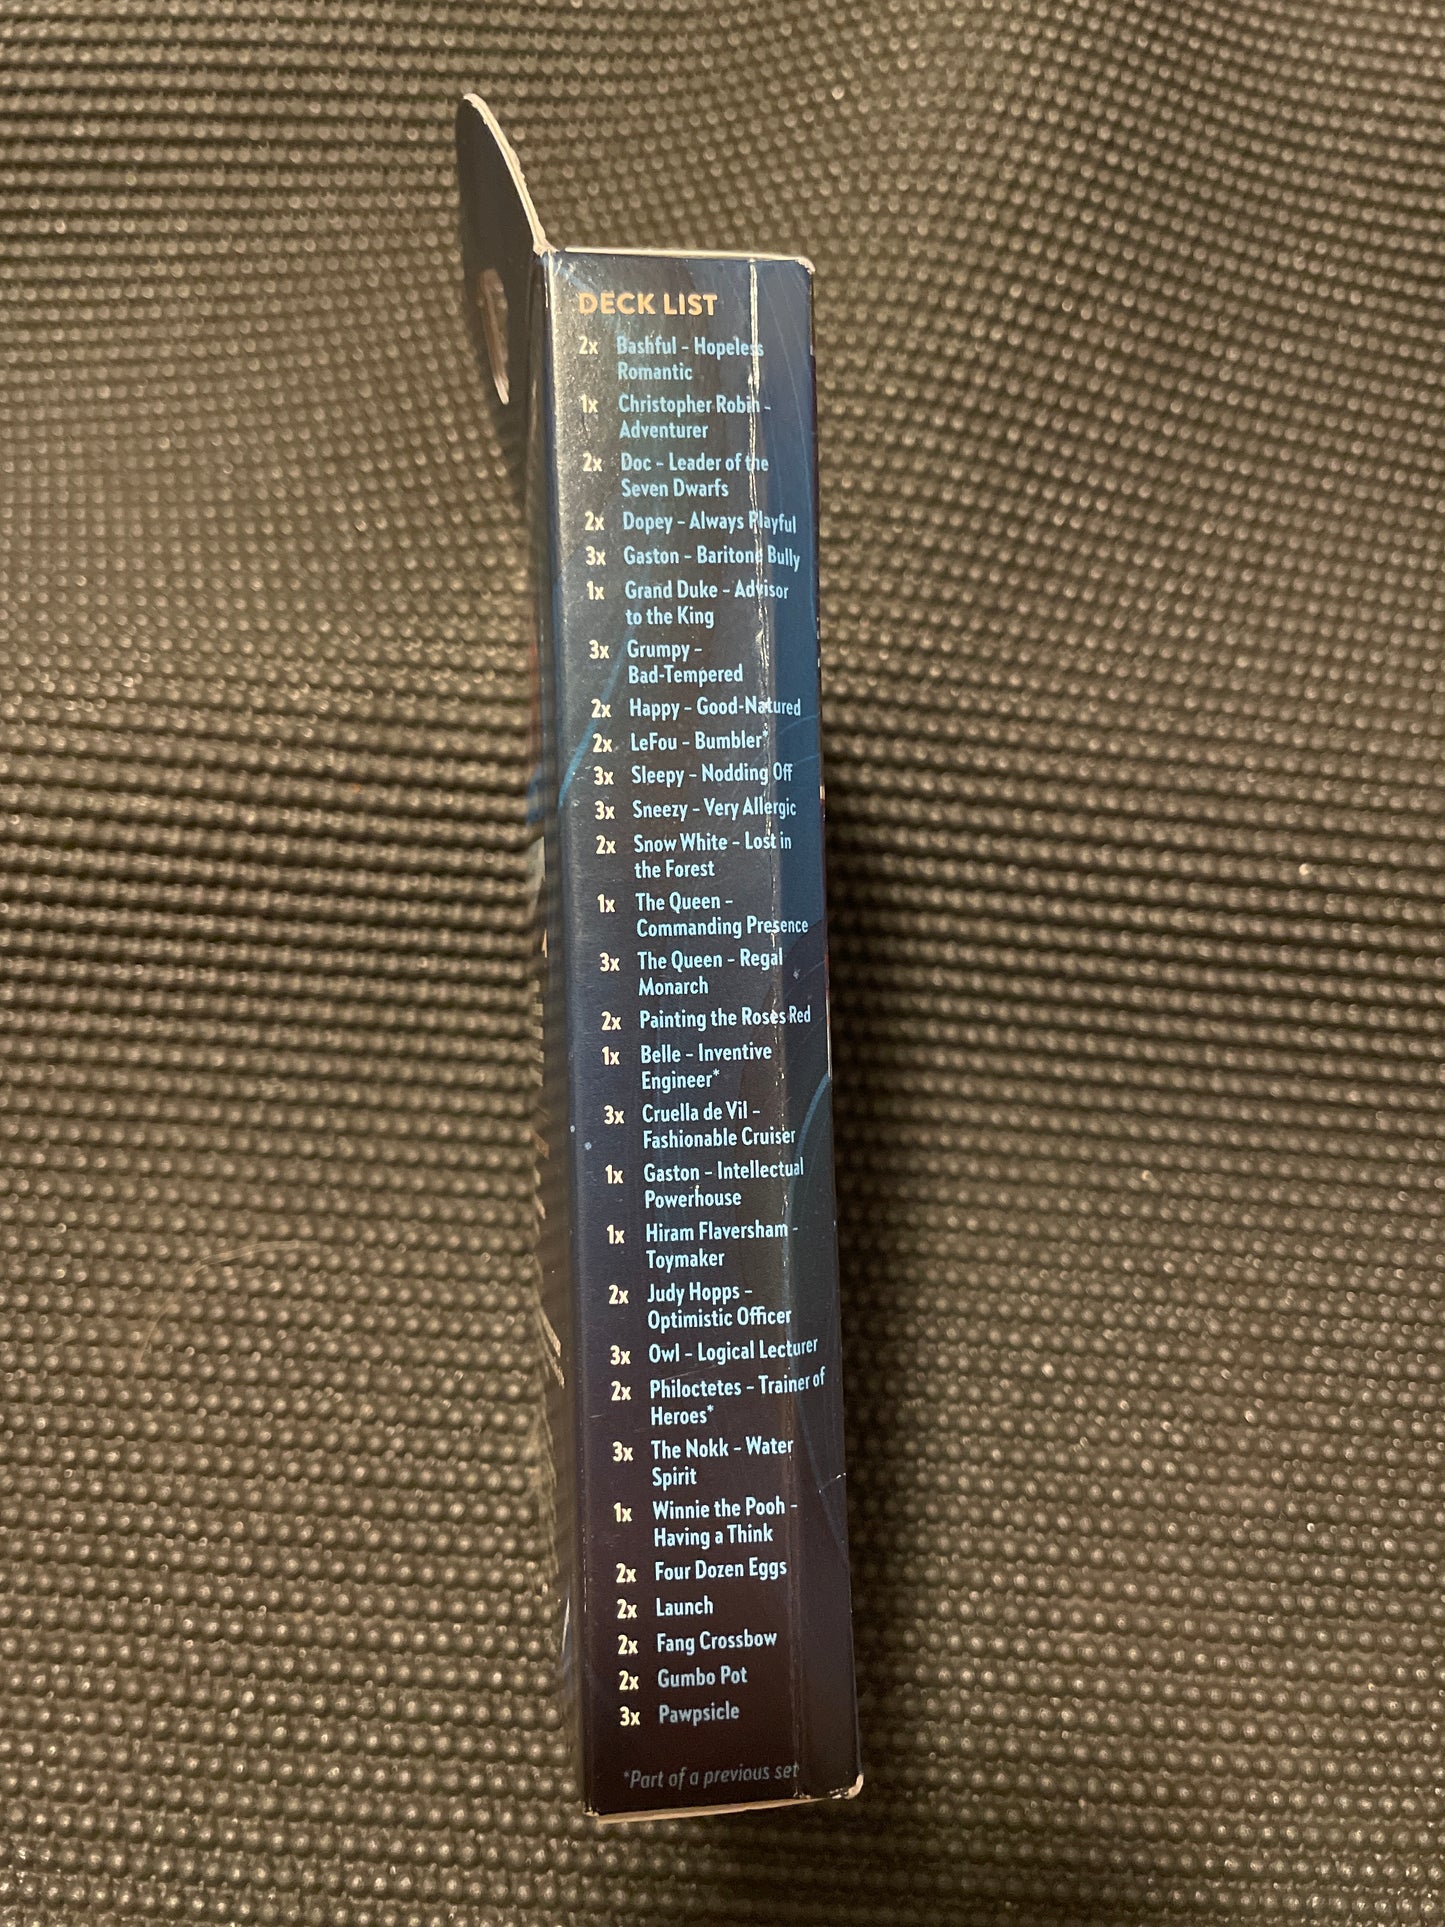 DECK LIST
2x Bashful - Hopeless
Romantic
1x Christopher Robin -
Adventurer
2x Doc - Leader of the
Seven Dwarfs
2x Dopey - Always Playful
3x Gaston - Baritone Bully
1x Grand Duke - Advisor
to the King
3x Grumpy -
Bad-Tempered
2x Happy - Good-Natured
2x LeFou - Bumbler*
3x Sleepy - Nodding Off
3x Sneezy - Very Allergic
2x Snow White - Lost in
the Forest
1x The Queen -
Commanding Presence
3x The Queen - Regal
Monarch
2x Painting the Roses Red
1x Belle - Inventive
Engineer*
3x Cruella de Vil -
Fashionable Cruiser
1x Gaston - Intellectual
Powerhouse
1x Hiram Flaversham -
Toymaker
2x Judy Hopps -
Optimistic Officer
3x Owl - Logical Lecturer
2x Philoctetes - Trainer of
Heroes*
3x The Nokk - Water
Spirit
1x Winnie the Pooh -
Having a Think
2x Four Dozen Eggs
2x Launch
2x Fang Crossbow
2x Gumbo Pot
3x Pawpsicle
*Part of a previous set